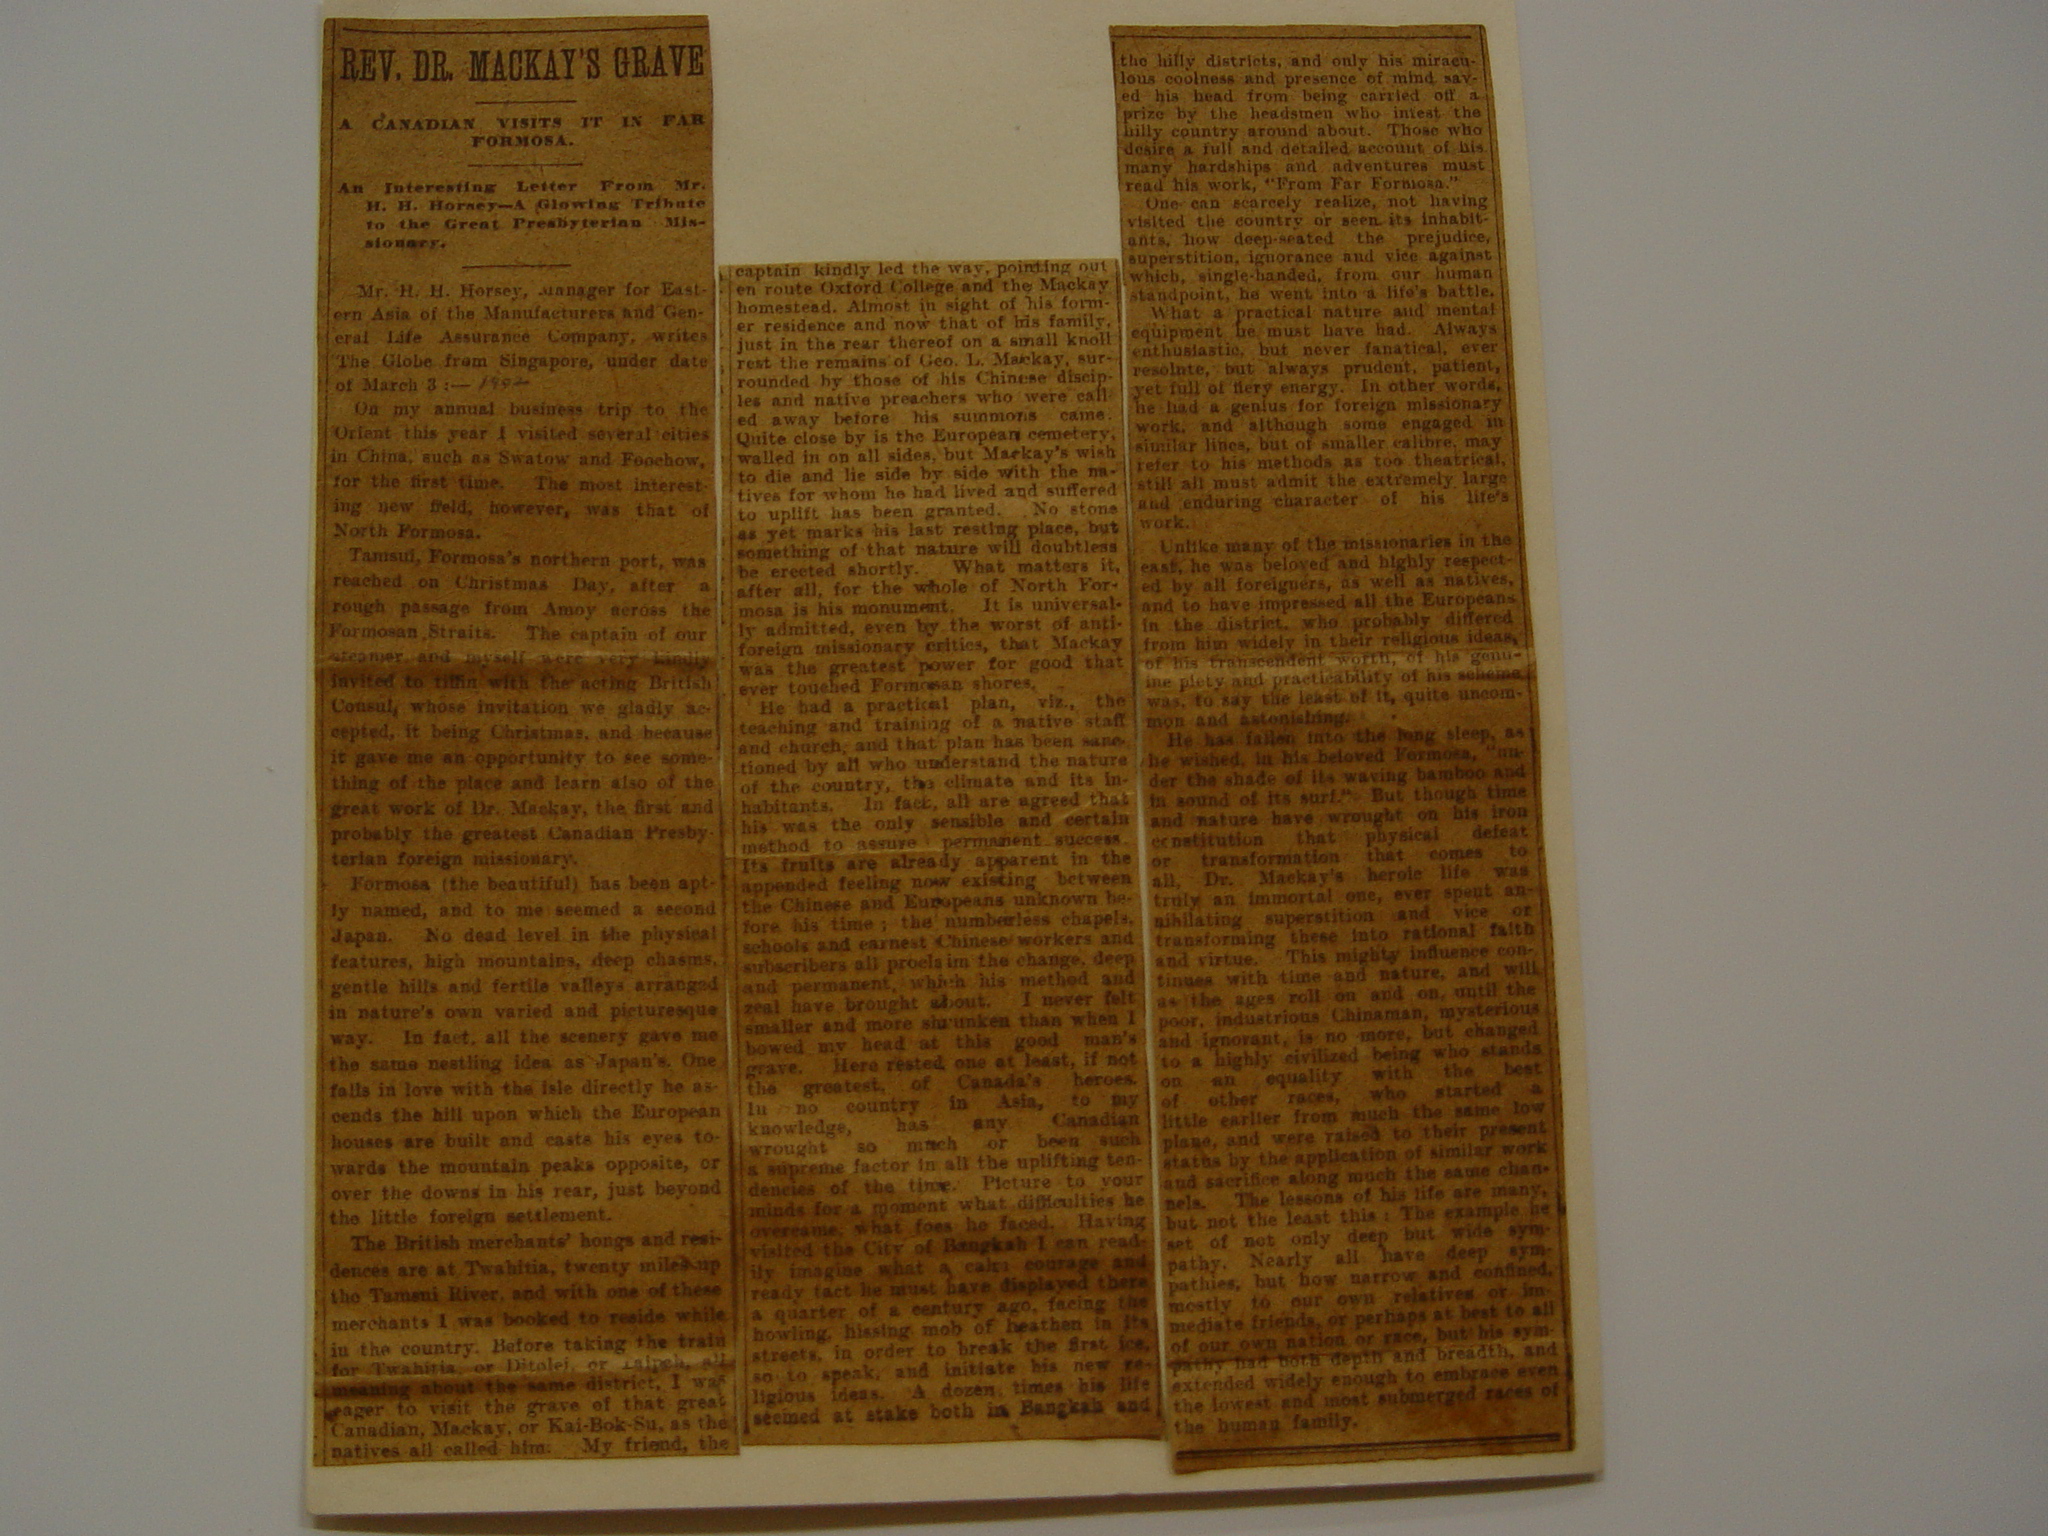 REV. DR. MACKAY'S GRAVE
A CANADIAN VISITS IT IN FAR
FORMOSA.
An Interesting Letter From Mr.
H. H. Horsey—A Glowing Tribute
to the Great Presbyterian Mis-
sionary.
Mr. H. H. Horsey, manager for East-
ern Asia of the Manufacturers and Gen-
eral Life Assurance Company, writes
The Globe from Singapore, under date
of March 3 :— 1902
On my annual business trip to the
Orient this year I visited several cities
in China, such as Swatow and Foochow,
for the first time. The most interest-
ing new field, however, was that of
North Formosa.
Tamsui, Formosa's northern port, was
reached on Christmas Day, after a
rough passage from Amoy across the
Formosan Straits. The captain of our
steamer and myself were very kindly
invited to tiffin with the acting British
Consul, whose invitation we gladly ac-
cepted, it being Christmas, and because
it gave me an opportunity to see some-
thing of the place and learn also of the
great work of Dr. Mackay, the first and
probably the greatest Canadian Presby-
terian foreign missionary.
Formosa (the beautiful) has been apt-
ly named, and to me seemed a second
Japan. No dead level in the physical
features, high mountains, deep chasms,
gentle hills and fertile valleys arranged
in nature's own varied and picturesque
way. In fact, all the scenery gave me
the same nestling idea as Japan's. One
falls in love with the isle directly he as-
cends the hill upon which the European
houses are built and casts his eyes to-
wards the mountain peaks opposite, or
over the downs in his rear, just beyond
the little foreign settlement.
The British merchants' hongs and resi-
dences are at Twahitia, twenty miles up
the Tamsui River, and with one of these
merchants I was booked to reside while
in the country. Before taking the train
for Twahitia, or Ditolei, or Taipeh, all
meaning about the same district, I was
eager to visit the grave of that great
Canadian, Mackay, or Kai-Bok-Su, as the
natives all called him. My friend, the
captain kindly led the way, pointing out
en route Oxford College and the Mackay
homestead. Almost in sight of his form-
er residence and now that of his family,
just in the rear thereof on a small knoll
rest the remains of Geo. L. Mackay, sur-
rounded by those of his Chinese discip-
les and native preachers who were call-
ed away before his summons came.
Quite close by is the European cemetery,
walled in on all sides, but Mackay's wish
to die and lie side by side with the na-
tives for whom he had lived and suffered
to uplift has been granted. No stone
as yet marks his last resting place, but
something of that nature will doubtless
be erected shortly. What matters it,
after all, for the whole of North For-
mosa is his monument. It is universal-
ly admitted, even by the worst of anti-
foreign missionary critics, that Mackay
was the greatest power for good that
ever touched Formosan shores.
He had a practical plan, viz., the
teaching and training of a native staff
and church, and that plan has been sanc-
tioned by all who understand the nature
of the country, the climate and its in-
habitants. In fact, all are agreed that
his was the only sensible and certain
method to assure permanent success.
Its fruits are already apparent in the
appended feeling now existing between
the Chinese and Europeans unknown be-
fore his time ; the numberless chapels,
schools and earnest Chinese workers and
subscribers all proclaim the change, deep
and permanent, which his method and
zeal have brought about. I never felt
smaller and more shrunken than when I
bowed my head at this good man's
grave. Here rested one at least, if not
the greatest, of Canada's heroes.
In no country in Asia, to my
knowledge, has any Canadian
wrought so much or been such
a supreme factor in all the uplifting ten-
dencies of the time. Picture to your
minds for a moment what difficulties he
overcame, what foes he faced. Having
visited the City of Bangkah I can read-
ily imagine what a calm courage and
ready tact he must have displayed there
a quarter of a century ago, facing the
howling, hissing mob of heathen in its
streets, in order to break the first ice,
so to speak, and initiate his new re-
ligious ideas. A dozen times his life
seemed at stake both in Bangkah and
the hilly districts, and only his miracu-
lous coolness and presence of mind sav-
ed his head from being carried off a
prize by the headsmen who infest the
hilly country around about. Those who
desire a full and detailed account of his
many hardships and adventures must
read his work, "From Far Formosa."
One can scarcely realize, not having
visited the country or seen its inhabit-
ants, how deep-seated the prejudice,
superstition, ignorance and vice against
which, single-handed, from our human
standpoint, he went into a life's battle.
What a practical nature and mental
equipment he must have had. Always
enthusiastic, but never fanatical, ever
resolute, but always prudent, patient,
yet full of fiery energy. In other words,
he had a genius for foreign missionary
work, and although some engaged in
similar lines, but of smaller calibre, may
refer to his methods as too theatrical,
still all must admit the extremely large
and enduring character of his life's
work.
Unlike many of the missionaries in the
east, he was beloved and highly respect-
ed by all foreigners, as well as natives,
and to have impressed all the Europeans
in the district, who probably differed
from him widely in their religious ideas,
of his transcendent worth, of his genu-
ine piety and practicability of his scheme
was, to say the least of it, quite uncom-
mon and astonishing.
He has fallen into the long sleep, as
he wished, in his beloved Formosa, "un-
der the shade of its waving bamboo and
in sound of its surf." But though time
and nature have wrought on his iron
constitution that physical defeat
or transformation that comes to
all, Dr. Mackay's heroic life was
truly an immortal one, ever spent an-
nihilating superstition and vice or
transforming these into rational faith
and virtue. This mighty influence con-
tinues with time and nature, and will
as the ages roll on and on, until the
poor, industrious Chinaman, mysterious
and ignorant, is no more, but changed
to a highly civilized being who stands
on an equality with the best
of other races, who started a
little earlier from much the same low
plane, and were raised to their present
status by the application of similar work
and sacrifice along much the same chan-
nels. The lessons of his life are many,
but not the least this : The example he
set of not only deep but wide sym-
pathy. Nearly all have deep sym-
pathies, but how narrow and confined,
mostly to our own relatives or im-
mediate friends, or perhaps at best to all
of our own nation or race, but his sym-
pathy had both depth and breadth, and
extended widely enough to embrace even
the lowest and most submerged races of
the human family.